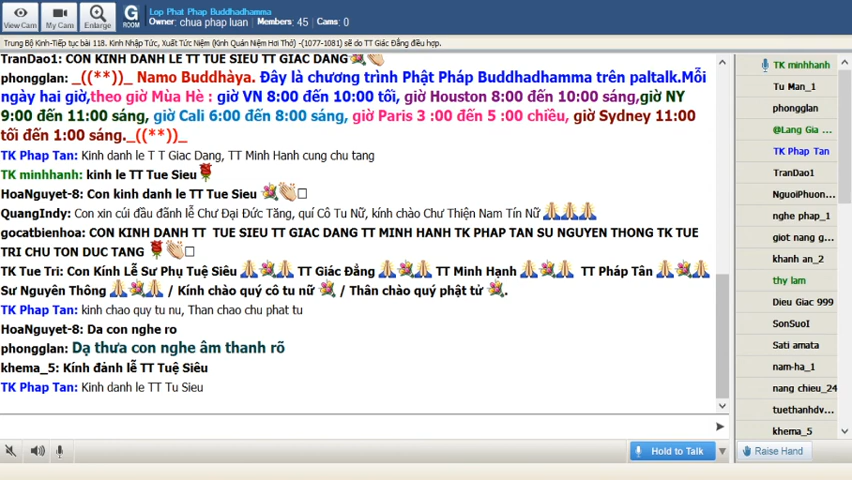 View Cam
My Cam
Enlarge
G
ROOM
Lop Phat Phap Buddhadhamma
Owner: chua phap luan Members: 45 Cams: 0
Trung Bộ Kinh-Tiếp tục bài 118. Kinh Nhập Tức, Xuất Tức Niệm (Kinh Quán Niệm Hơi Thở) -(1077-1081) sẽ do TT Giác Đẳng điều hợp.
TranDao1: CON KINH DANH LE TT TUE SIEU TT GIAC DANG
phongglan: _((**))_ Namo Buddhàya. Đây là chương trình Phật Pháp Buddhadhamma trên paltalk.Mỗi
ngày hai giờ,theo giờ Mùa Hè : giờ VN 8:00 đến 10:00 tối, giờ Houston 8:00 đến 10:00 sáng,giờ NY
9:00 đến 11:00 sáng, giờ Cali 6:00 đến 8:00 sáng, giờ Paris 3 :00 đến 5 :00 chiều, giờ Sydney 11:00
tối đến 1:00 sáng._((**))_
TK Phap Tan: Kinh danh le T T Giac Dang, TT Minh Hanh cung chu tang
TK minhhanh: kinh le TT Tue Sieu
HoaNguyet-8: Con kinh danh le TT Tue Sieu
QuangIndy: Con xin cúi đầu đãnh lễ Chư Đại Đức Tăng, quí Cô Tu Nữ, kính chào Chư Thiện Nam Tín Nữ
gocatbienhoa: CON KINH DANH TT TUE SIEU TT GIAC DANG TT MINH HANH TK PHAP TAN SU NGUYEN THONG TK TUE
TRI CHU TON DUC TANG
TK Tue Tri: Con Kính Lễ Sư Phụ Tuệ Siêu TT Giác Đẳng TT Minh Hạnh TT Pháp Tân
Sư Nguyên Thông / Kính chào quý cô tu nữ / Thân chào quý phật tử .
TK Phap Tan: kinh chao quy tu nu, Than chao chu phat tu
HoaNguyet-8: Da con nghe ro
phongglan: Dạ thưa con nghe âm thanh rõ
khema_5: Kính đảnh lễ TT Tuệ Siêu
TK Phap Tan: Kinh danh le TT Tu Sieu
Hold to Talk
TK minhhanh
Tu Man_1
phongglan
@Lang Gia ...
TK Phap Tan
TranDao1
NguoiPhuon...
nghe phap_1
giot nang g...
khanh an_2
thy lam
Dieu Giac 999
SonSuoI
Sati amata
nam-ha_1
nang chieu_24
tuethanhdv...
khema_5
Raise Hand